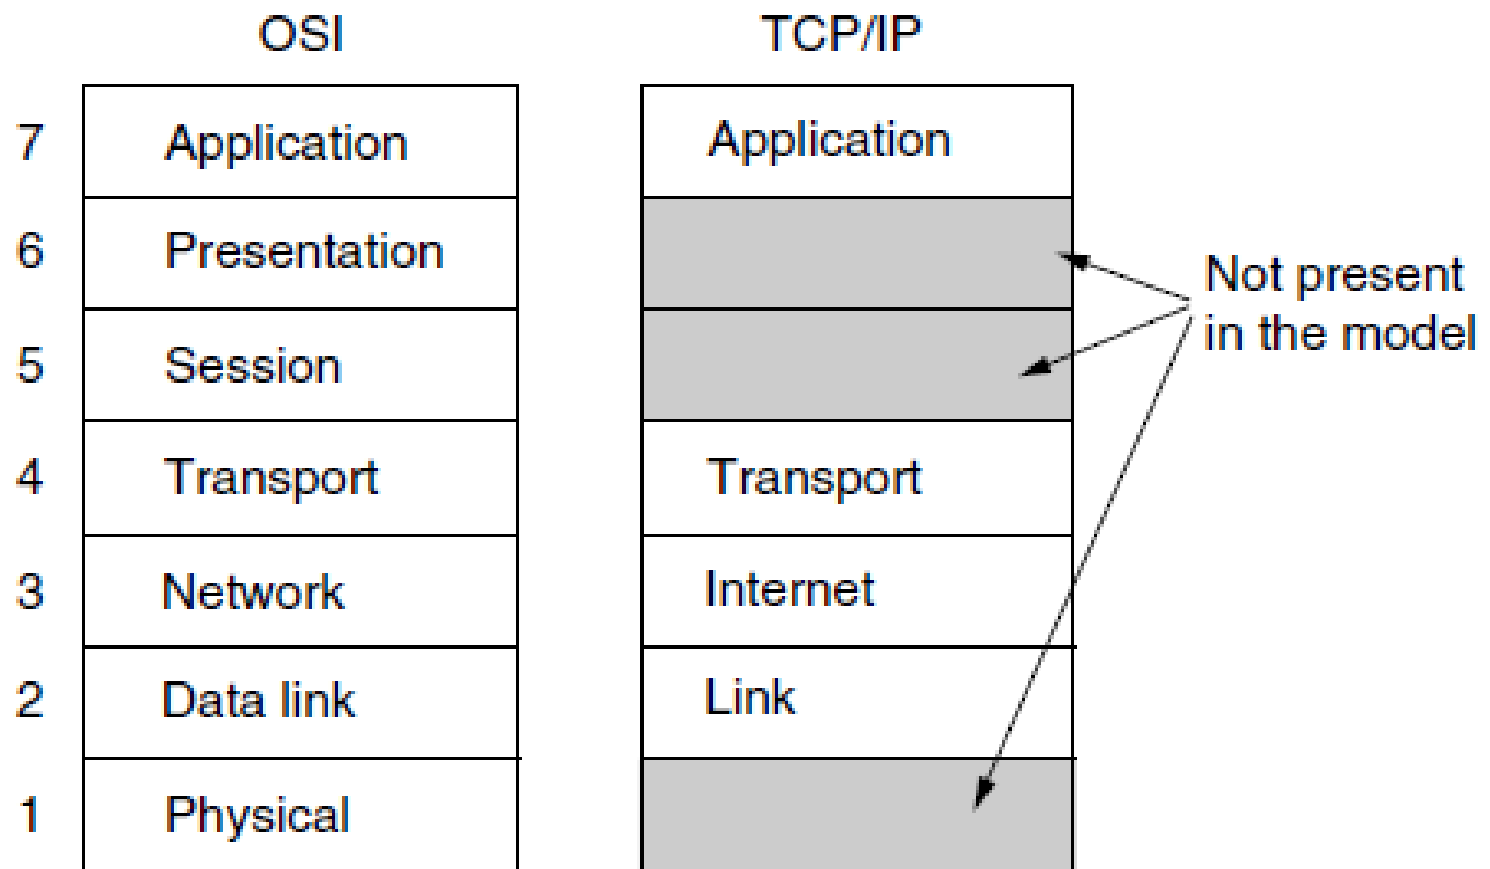 OSI TCP/IP
7 Application Application
6 Presentation
5 Session
Not present
in the model
4 Transport Transport
3 Network Internet
2 Data link Link
1 Physical